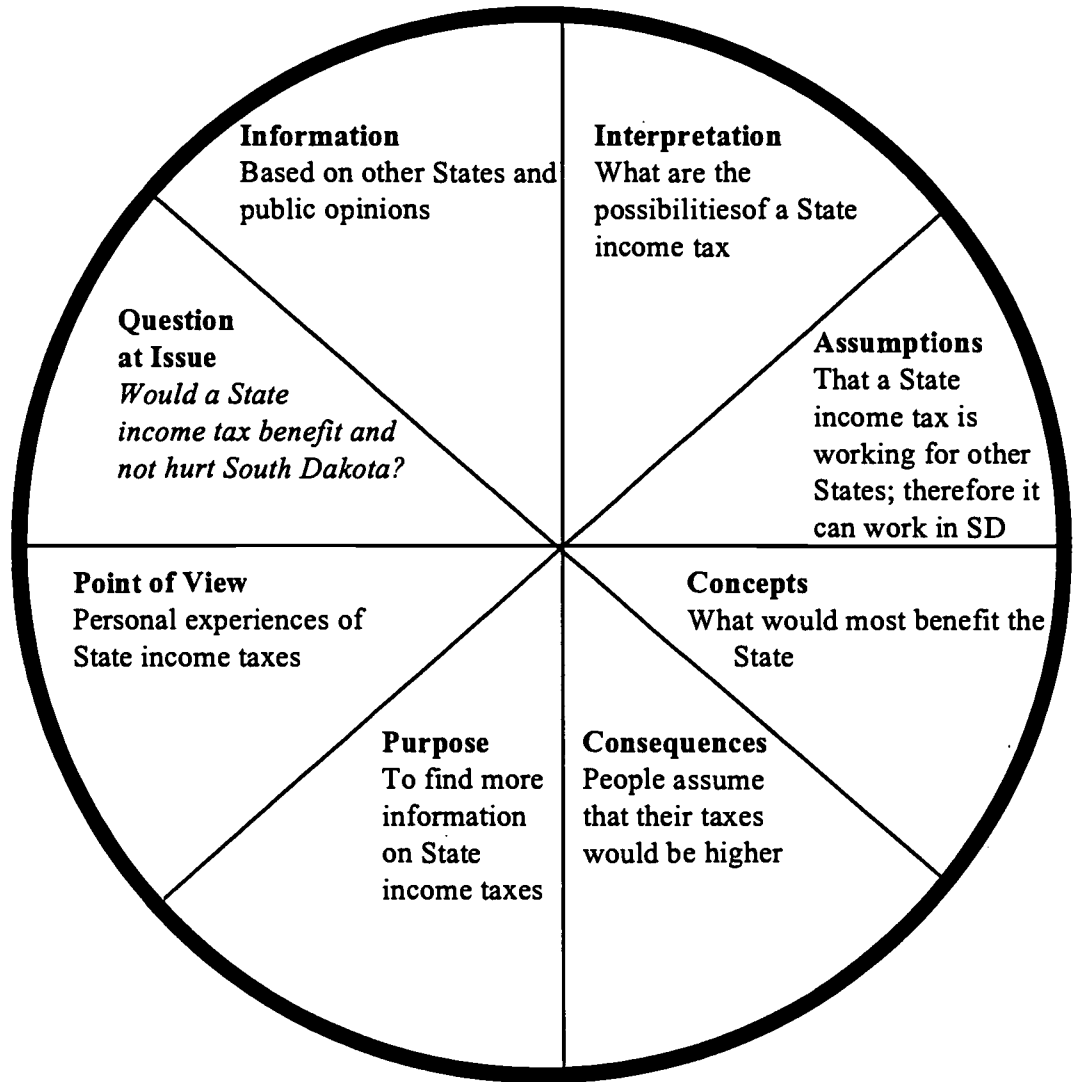 Information
Based on other States and
public opinions
Interpretation
What are the
possibilitiesof a State
income tax
Question
at Issue
Would a State
income tax benefit and
not hurt South Dakota?
Assumptions
That a State
income tax is
working for other
States; therefore it
can work in SD
Point of View
Personal experiences of
State income taxes
Concepts
What would most benefit the
State
Purpose
To find more
information
on State
income taxes
Consequences
People assume
that their taxes
would be higher